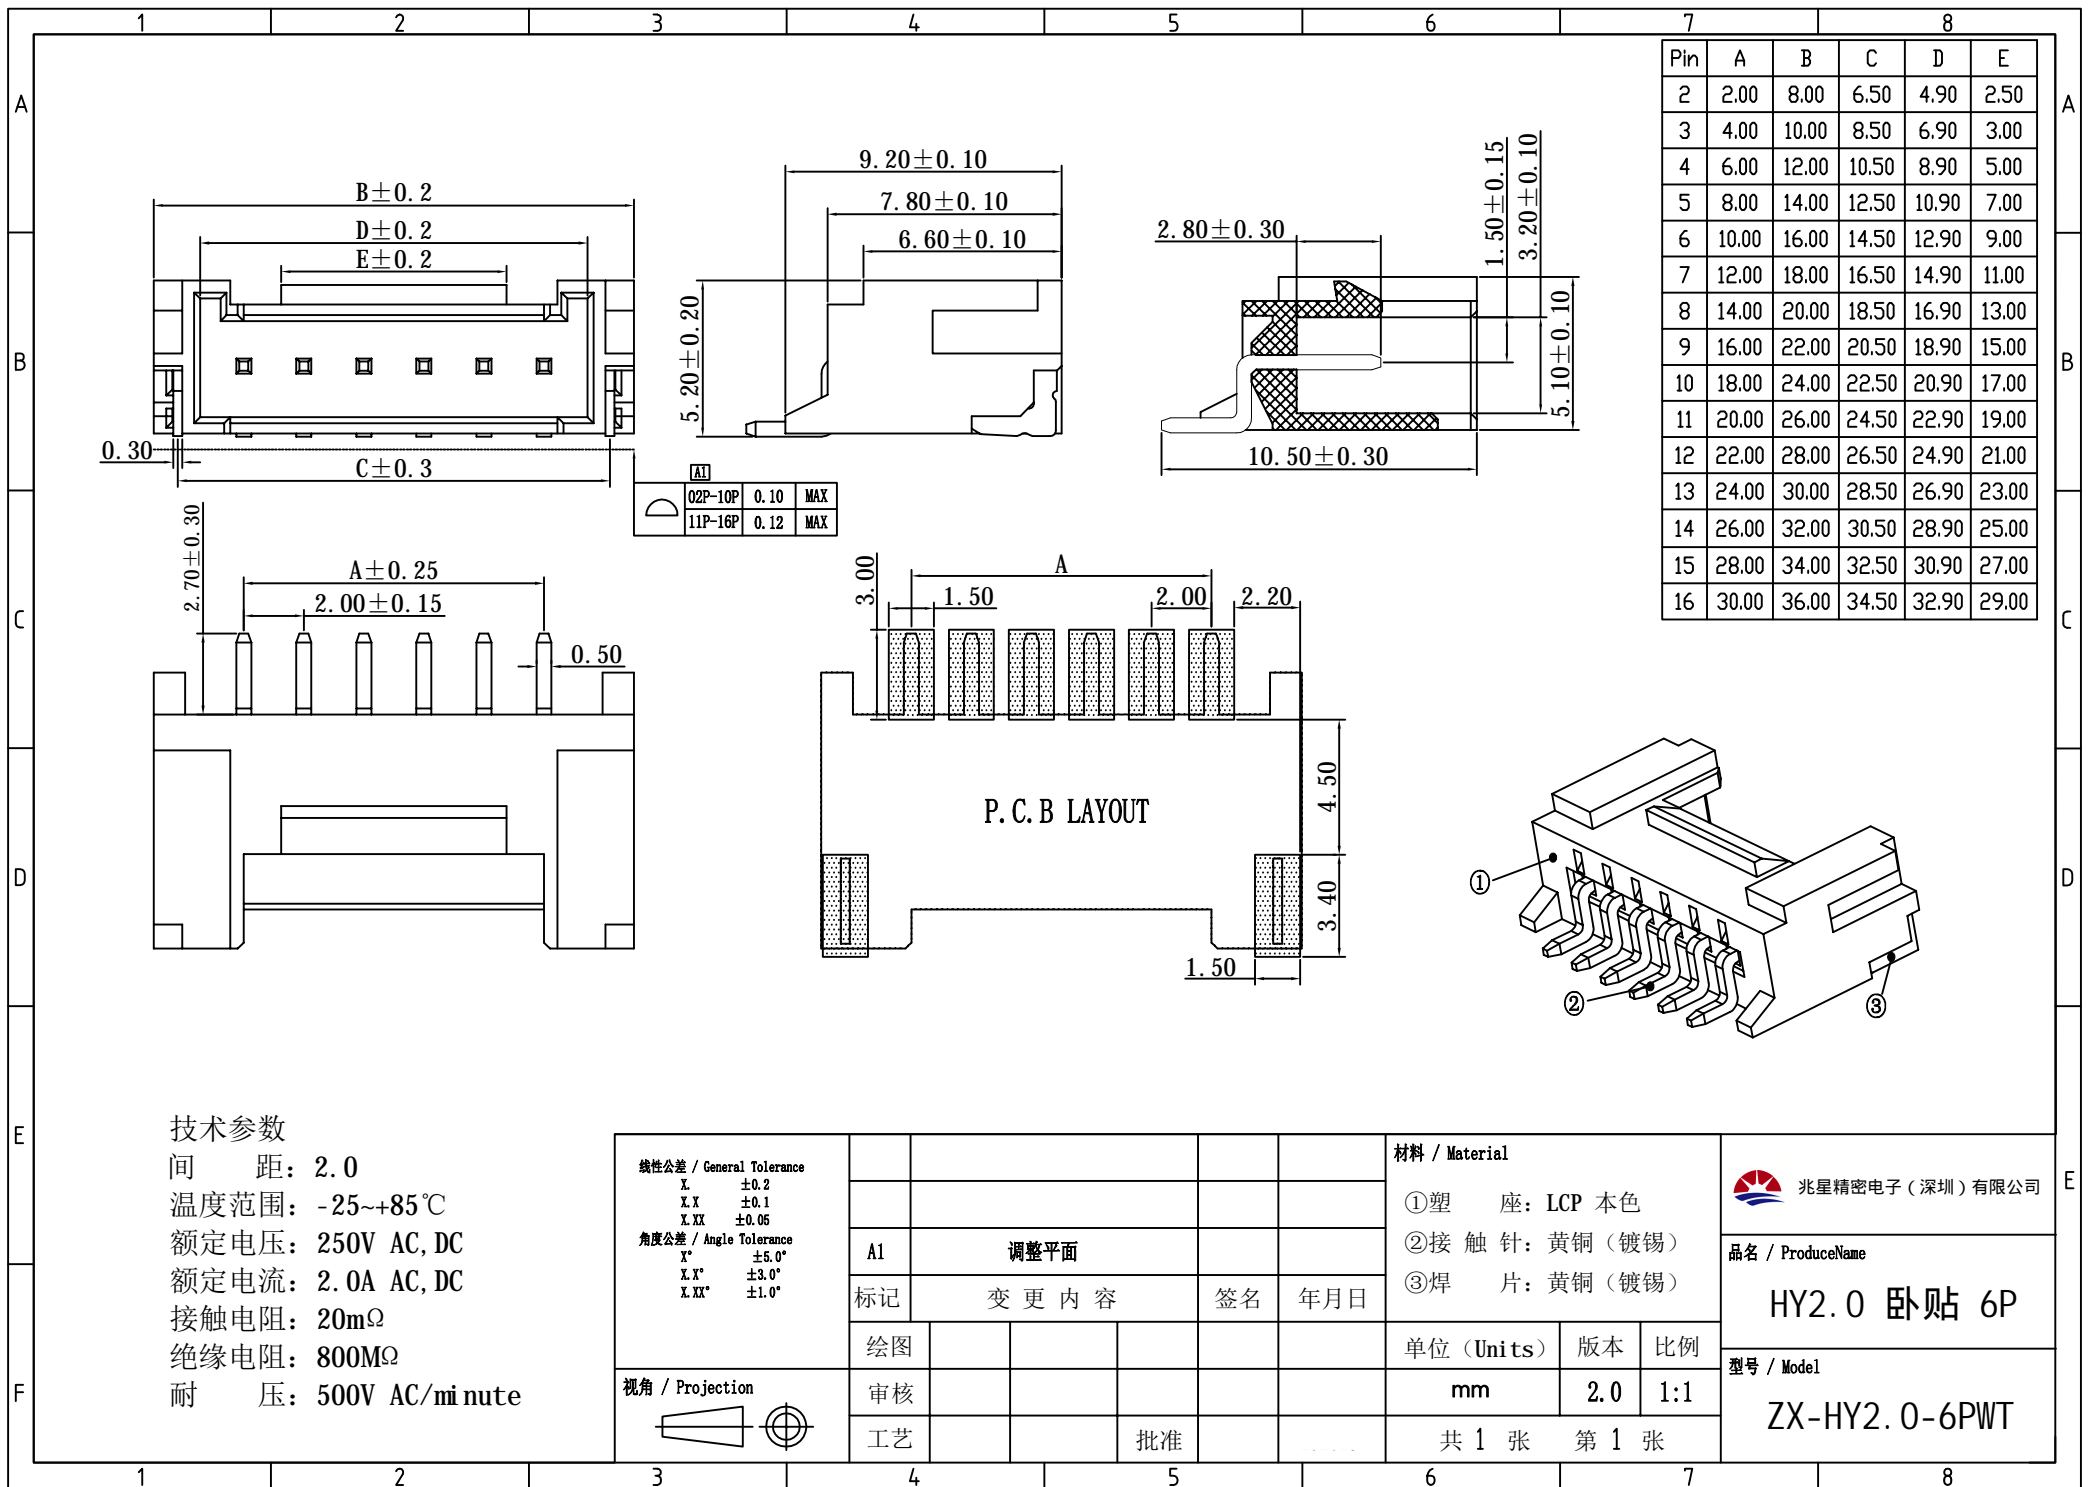 1 2 3 4 5 6 7 8
A
B
C
D
E
F
A
B
C
D
E
Pin A B C D E
2 2.00 8.00 6.50 4.90 2.50
3 4.00 10.00 8.50 6.90 3.00
4 6.00 12.00 10.50 8.90 5.00
5 8.00 14.00 12.50 10.90 7.00
6 10.00 16.00 14.50 12.90 9.00
7 12.00 18.00 16.50 14.90 11.00
8 14.00 20.00 18.50 16.90 13.00
9 16.00 22.00 20.50 18.90 15.00
10 18.00 24.00 22.50 20.90 17.00
11 20.00 26.00 24.50 22.90 19.00
12 22.00 28.00 26.50 24.90 21.00
13 24.00 30.00 28.50 26.90 23.00
14 26.00 32.00 30.50 28.90 25.00
15 28.00 34.00 32.50 30.90 27.00
16 30.00 36.00 34.50 32.90 29.00
B±0.2
D±0.2
E±0.2
0.30
C±0.3
9.20±0.10
7.80±0.10
6.60±0.10
5.20±0.20
2.80±0.30
1.50±0.15
3.20±0.10
5.10±0.10
10.50±0.30
A1
02P-10P 0.10 MAX
11P-16P 0.12 MAX
2.70±0.30
A±0.25
2.00±0.15
0.50
3.00
A
1.50
2.00
2.20
4.50
3.40
1.50
P.C.B LAYOUT
①
②
③
技术参数
间 距: 2.0
温度范围: -25~+85℃
额定电压: 250V AC,DC
额定电流: 2.0A AC,DC
接触电阻: 20mΩ
绝缘电阻: 800MΩ
耐 压: 500V AC/minute
线性公差 / General Tolerance
X. ±0.2
X.X ±0.1
X.XX ±0.05
角度公差 / Angle Tolerance
X° ±5.0°
X.X° ±3.0°
X.XX° ±1.0°
视角 / Projection
A1 调整平面
标记 变 更 内 容 签名 年月日
绘图
审核
工艺 批准
材料 / Material
①塑 座: LCP 本色
②接 触 针: 黄铜（镀锡）
③焊 片: 黄铜（镀锡）
单位（Units） 版本 比例
mm 2.0 1:1
共 1 张 第 1 张
兆星精密电子（深圳）有限公司
品名 / ProduceName
HY2.0 卧贴 6P
型号 / Model
ZX-HY2.0-6PWT
1 2 3 4 5 6 7 8